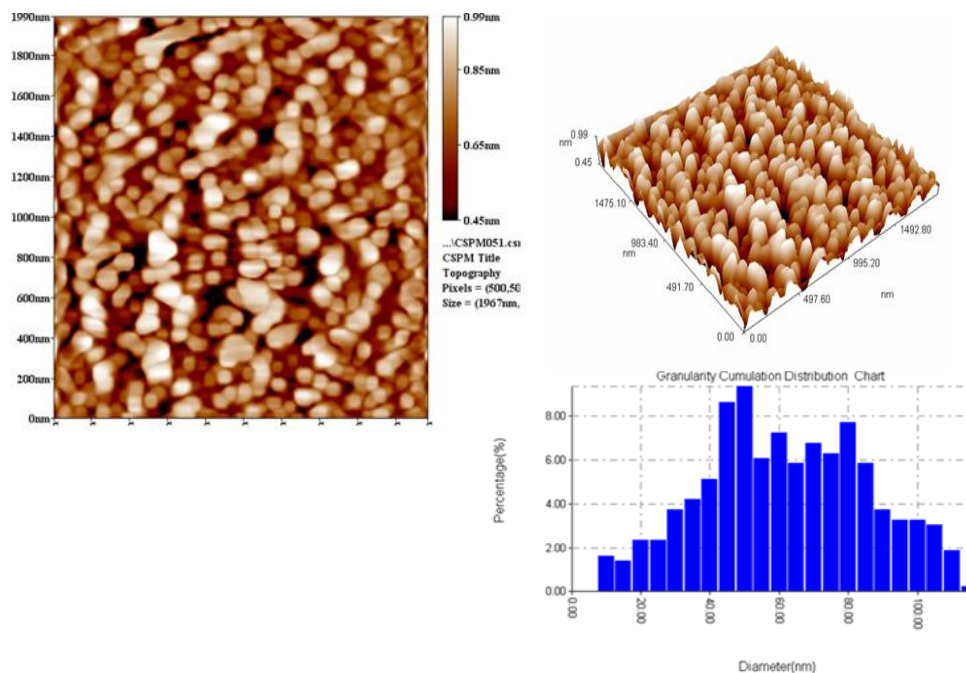 1990nm
1800nm
1600nm
1400nm
1200nm
1000nm
800nm
600nm
400nm
200nm
0nm
0.99nm
0.85nm
0.65nm
0.45nm
...\CSPM051.csm
CSPM Title
Topography
Pixels = (500,50
Size = (1967nm,
0.99
nm
0.45
1475.10
983.40
nm
491.70
0.00
0.00
497.60
995.20
1492.80
nm
Granularity Cumulation Distribution Chart
Percentage(%)
8.00
6.00
4.00
2.00
0.00
20.00
40.00
60.00
80.00
100.00
Diameter(nm)